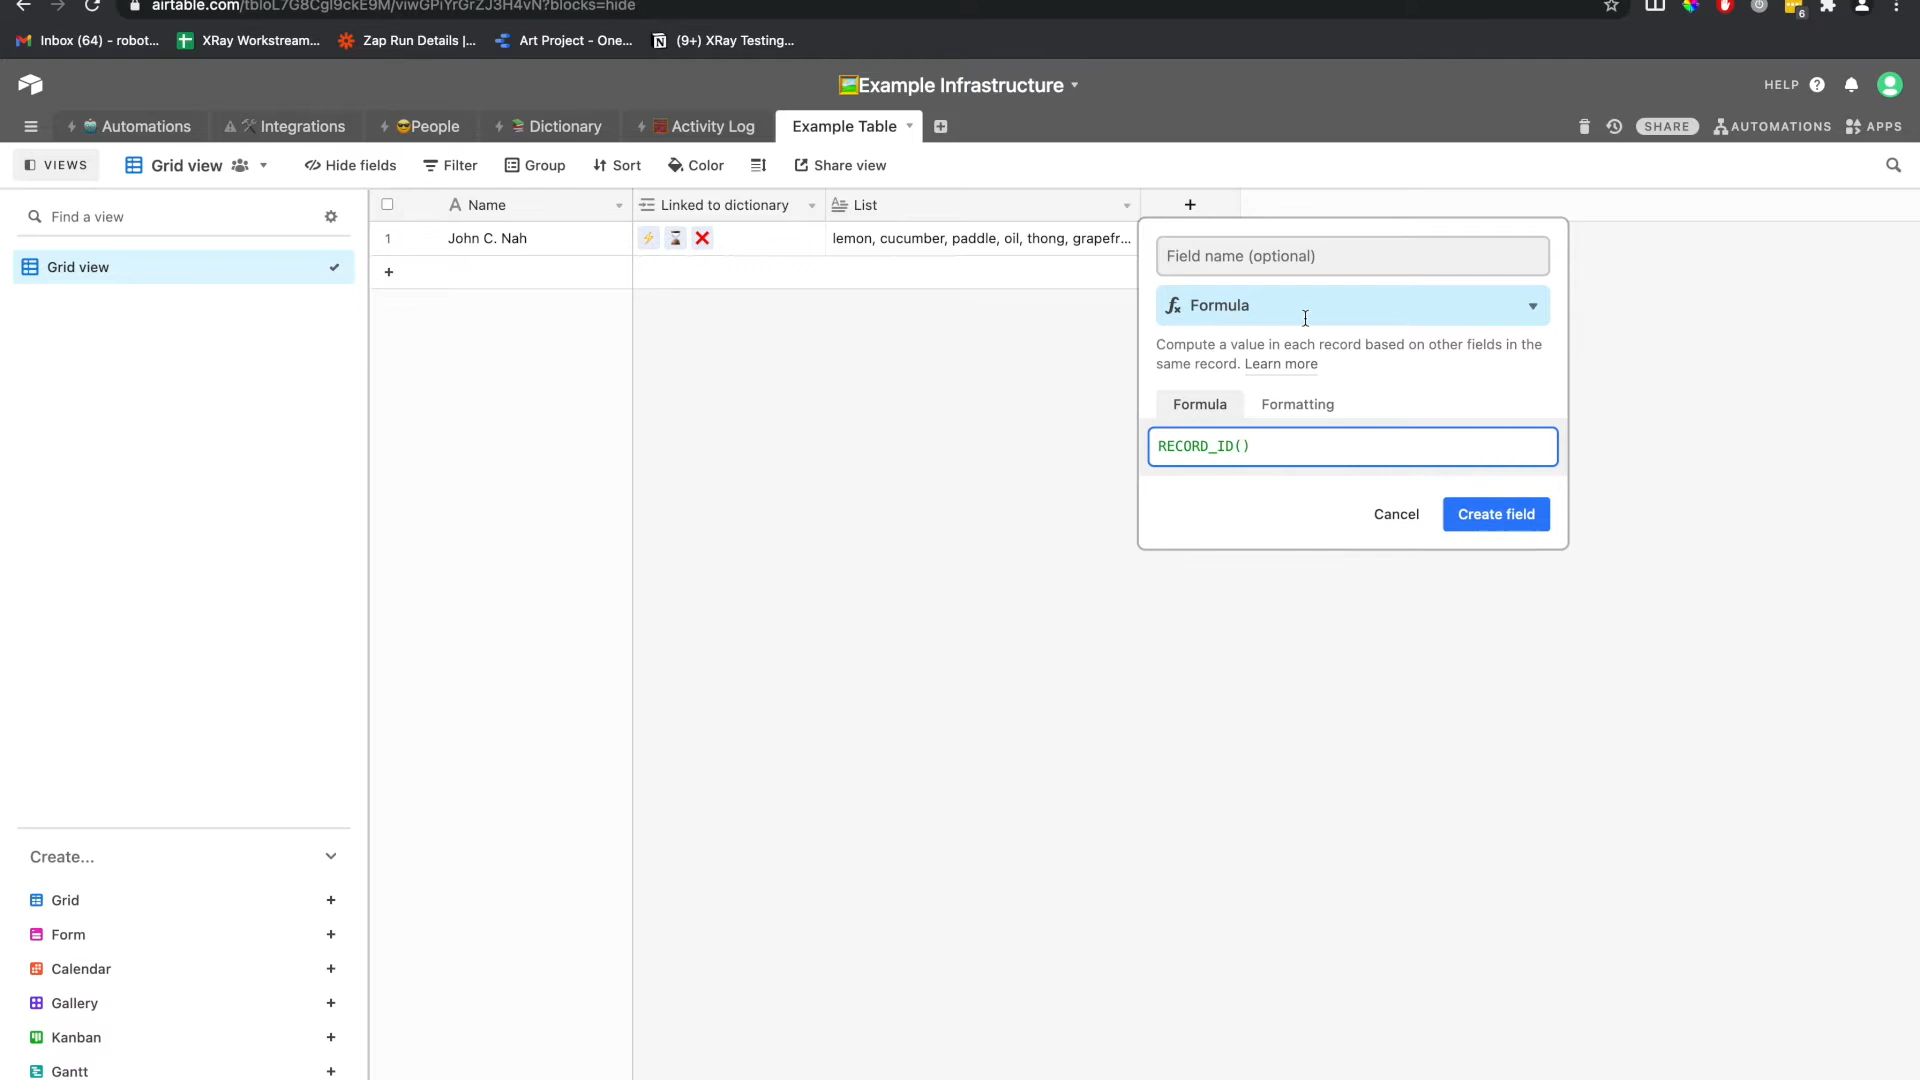 airtable.com/tbloL7G8Cgl9ckE9M/viwGPiYrGrZJ3H4vN?blocks=hide
6
Inbox (64) - robot... XRay Workstream... Zap Run Details |... Art Project - One... (9+) XRay Testing...
Example Infrastructure
HELP
Automations Integrations People Dictionary Activity Log Example Table
SHARE AUTOMATIONS APPS
VIEWS Grid view Hide fields Filter Group Sort Color Share view
Find a view
Name Linked to dictionary List
1 John C. Nah lemon, cucumber, paddle, oil, thong, grapefr...
Grid view
Field name (optional)
Formula
Compute a value in each record based on other fields in the
same record. Learn more
Formula Formatting
RECORD_ID()
Cancel Create field
Create...
Grid
Form
Calendar
Gallery
Kanban
Gantt